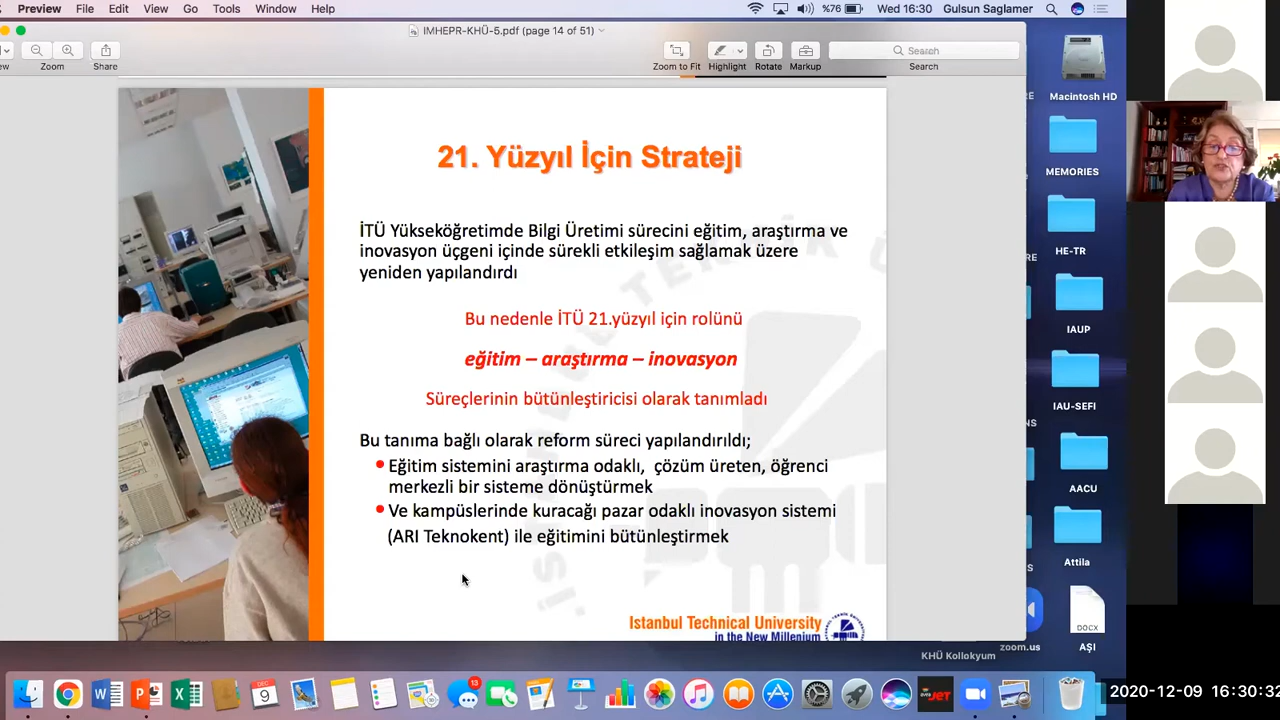 Preview File Edit View Go Tools Window Help
%76 Wed 16:30 Gulsun Saglamer
IMHEPR-KHÜ-5.pdf (page 14 of 51)
Search
Zoom Share Zoom to Fit Highlight Rotate Markup Search
21. Yüzyıl İçin Strateji
İTÜ Yükseköğretimde Bilgi Üretimi sürecini eğitim, araştırma ve
inovasyon üçgeni içinde sürekli etkileşim sağlamak üzere
yeniden yapılandırdı
Bu nedenle İTÜ 21.yüzyıl için rolünü
eğitim – araştırma – inovasyon
Süreçlerinin bütünleştiricisi olarak tanımladı
Bu tanıma bağlı olarak reform süreci yapılandırıldı;
• Eğitim sistemini araştırma odaklı, çözüm üreten, öğrenci
merkezli bir sisteme dönüştürmek
• Ve kampüslerinde kuracağı pazar odaklı inovasyon sistemi
(ARI Teknokent) ile eğitimini bütünleştirmek
Istanbul Technical University
in the New Millenium
Macintosh HD
MEMORIES
HE-TR
IAUP
IAU-SEFI
AACU
Attila
DOCX
zoom.us AŞI
KHÜ Kollokyum
DEC
9
13
JET
2020-12-09 16:30:32